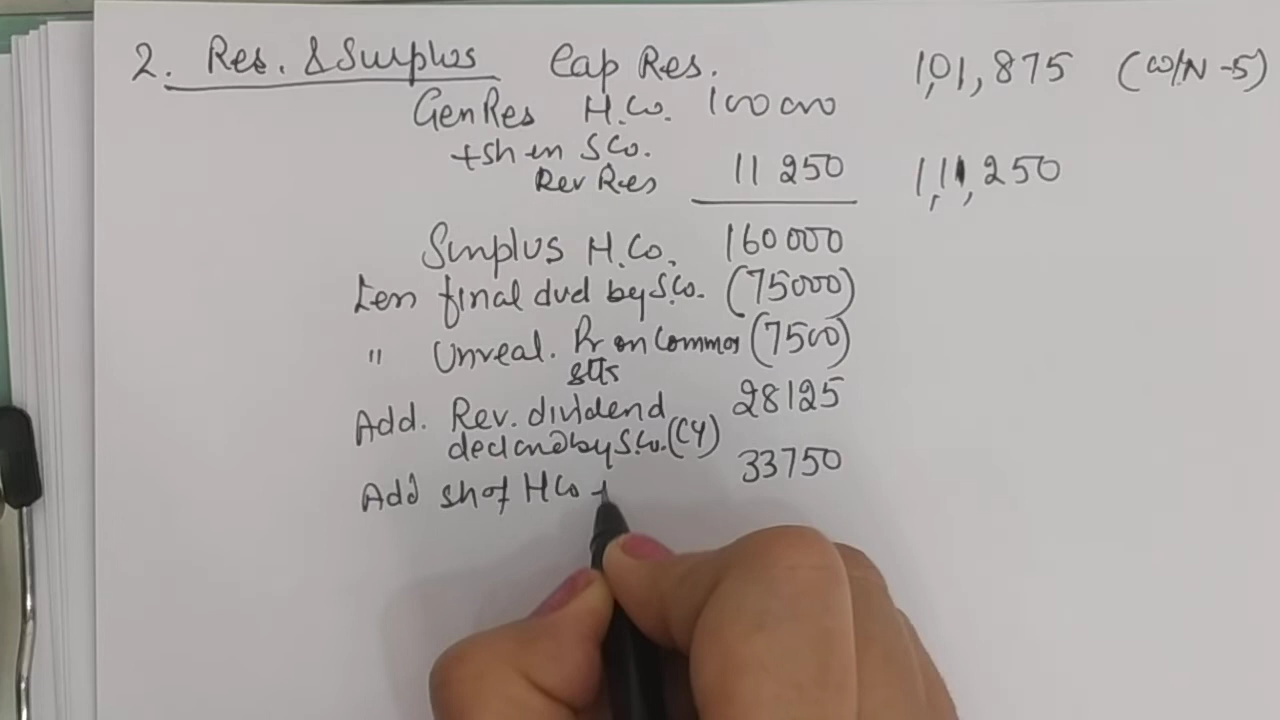 2. Res. & Surplus Cap Res. 1,01,875 (W/N -5)
Gen Res H.Co. 100000
+sh in S Co. Rev Res 11 250 1,11,250
Surplus H.Co. 160000
Less final dvd by S.Co. (75000)
" Unreal. Pr on Common stk (7500)
Add. Rev. dividend declared by S.Co. (CY) 28125
33750
Add sh of H Co